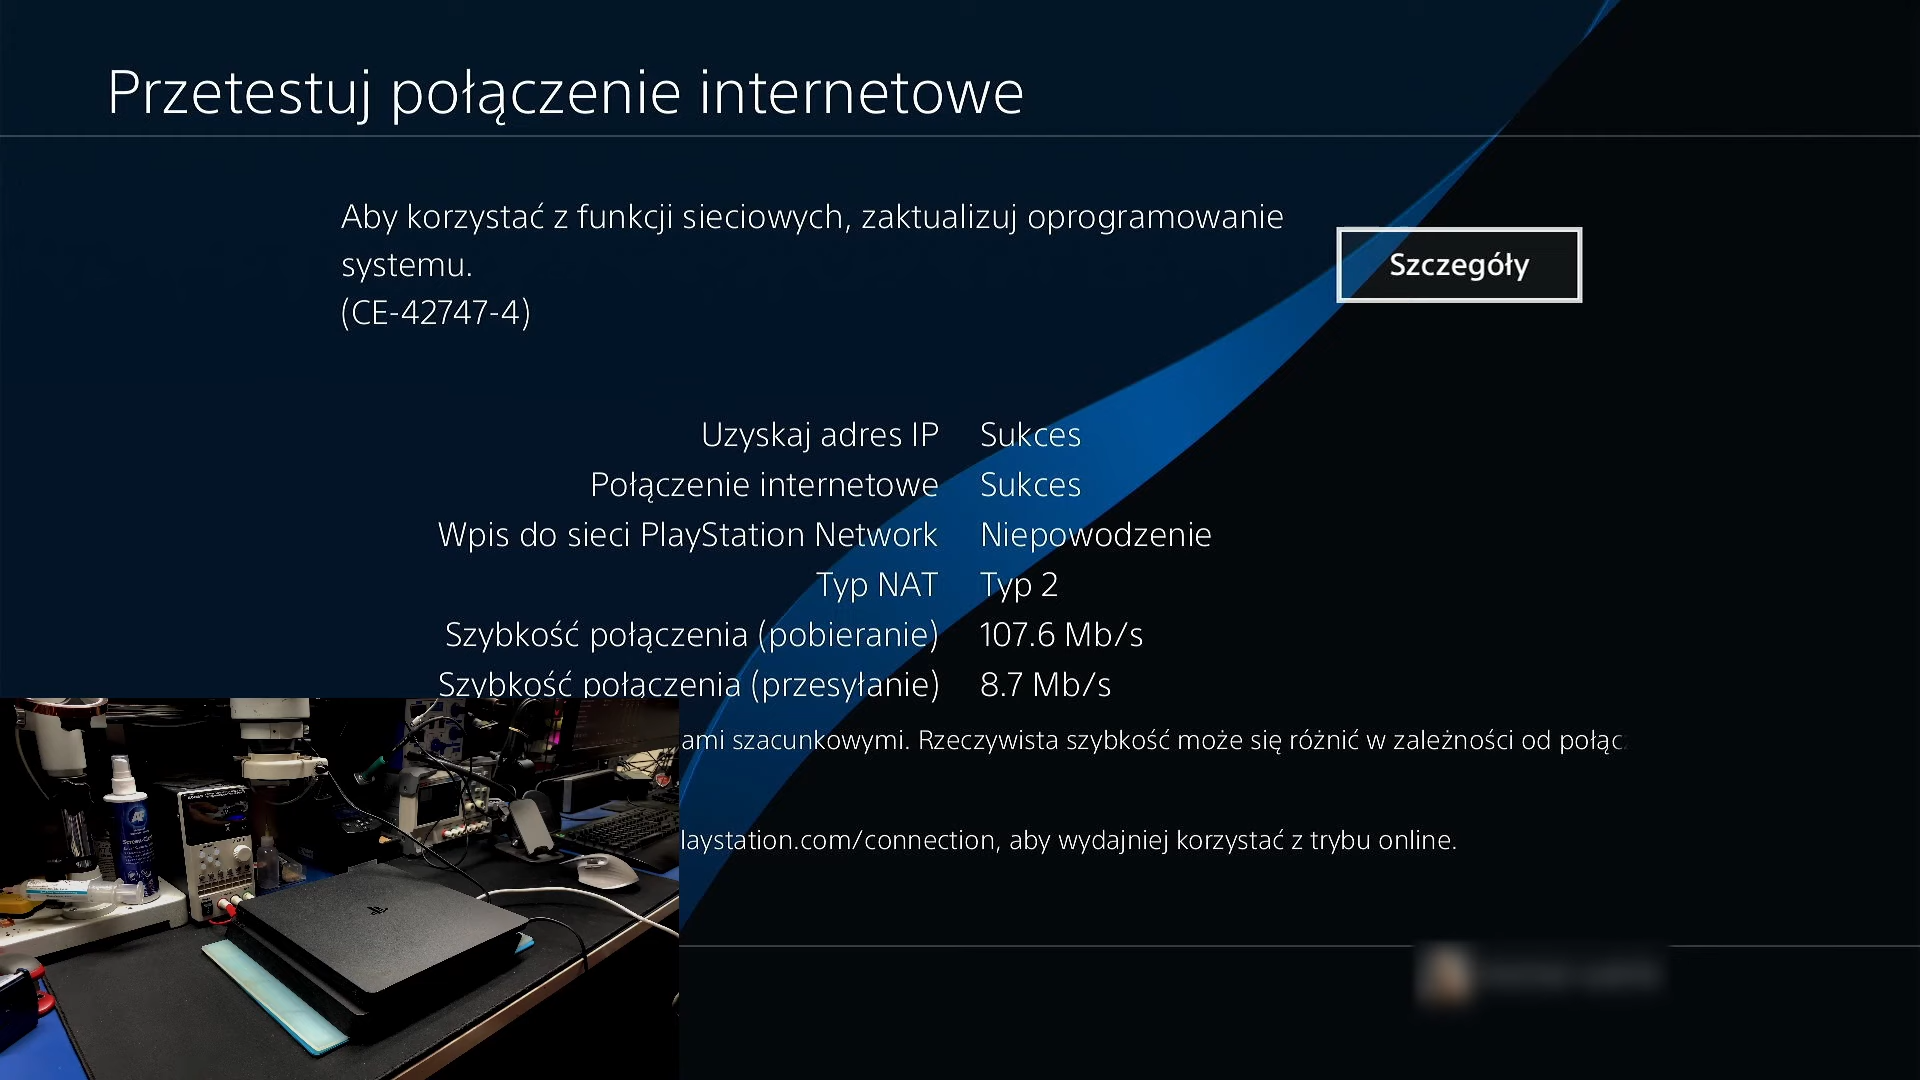 Przetestuj połączenie internetowe
Aby korzystać z funkcji sieciowych, zaktualizuj oprogramowanie
systemu.
(CE-42747-4)
Szczegóły
Uzyskaj adres IP Sukces
Połączenie internetowe Sukces
Wpis do sieci PlayStation Network Niepowodzenie
Typ NAT Typ 2
Szybkość połączenia (pobieranie) 107.6 Mb/s
Szybkość połączenia (przesyłanie) 8.7 Mb/s
szacunkowymi. Rzeczywista szybkość może się różnić w zależności od
laystation.com/connection, aby wydajniej korzystać z trybu online.